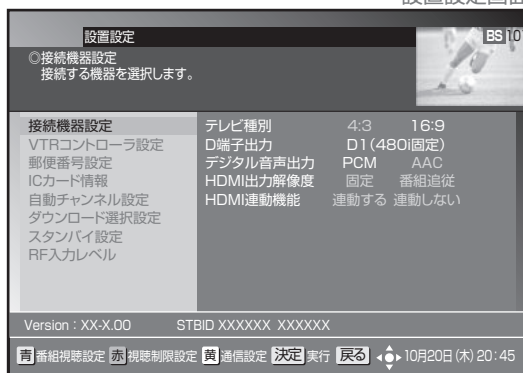 設置設定画面
設置設定
BS 10
◎接続機器設定
接続する機器を選択します。
接続機器設定
VTRコントローラ設定
郵便番号設定
ICカード情報
自動チャンネル設定
ダウンロード選択設定
スタンバイ設定
RF入力レベル
テレビ種別 4:3 16:9
D端子出力 D1(480i固定)
デジタル音声出力 PCM AAC
HDMI出力解像度 固定 番組追従
HDMI連動機能 連動する 連動しない
Version : XX-X.00 STBID XXXXXX XXXXXX
青 番組視聴設定 赤 視聴制限設定 黄 通信設定 決定 実行 戻る 10月20日(木) 20:45